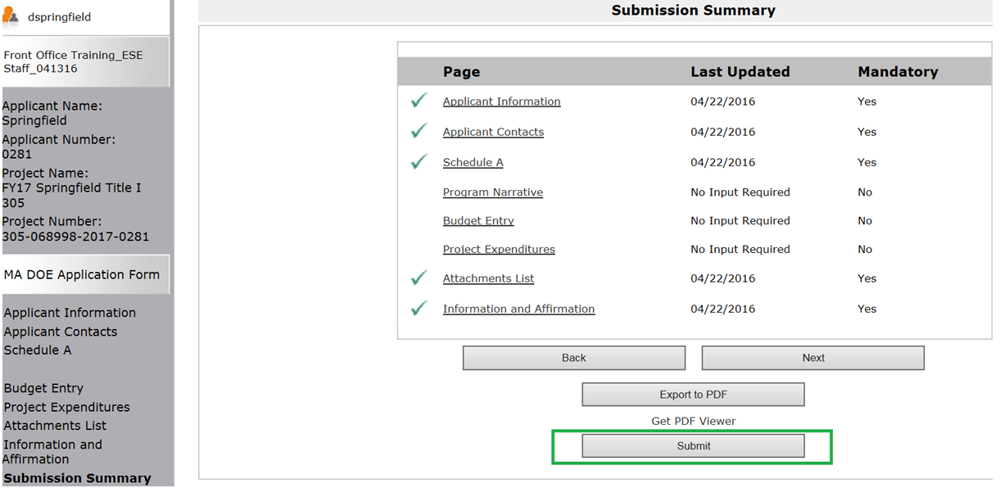 dspringfield
Front Office Training_ESE
Staff_041316
Applicant Name:
Springfield
Applicant Number:
0281
Project Name:
FY17 Springfield Title I
305
Project Number:
305-068998-2017-0281
MA DOE Application Form
Applicant Information
Applicant Contacts
Schedule A
Budget Entry
Project Expenditures
Attachments List
Information and
Affirmation
Submission Summary
Submission Summary
Page Last Updated Mandatory
Applicant Information 04/22/2016 Yes
Applicant Contacts 04/22/2016 Yes
Schedule A 04/22/2016 Yes
Program Narrative No Input Required No
Budget Entry No Input Required No
Project Expenditures No Input Required No
Attachments List 04/22/2016 Yes
Information and Affirmation 04/22/2016 Yes
Back Next
Export to PDF
Get PDF Viewer
Submit